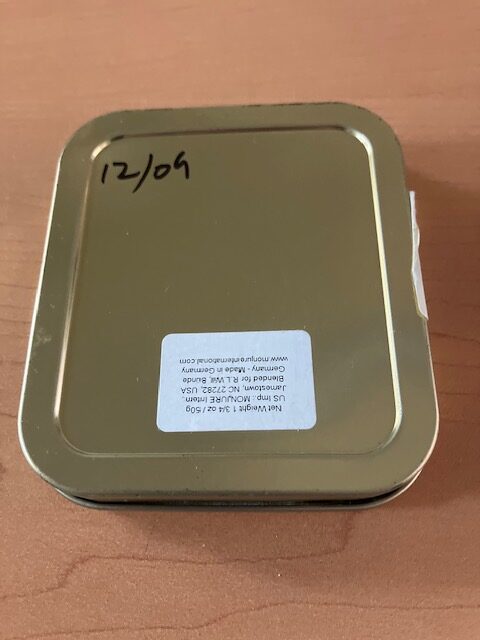 12/09
Net Weight 1 3/4 oz / 50g
US Imp.: MONJURE Intern.
Jamestown, NC 27282, USA
Blended for R.L.Will, Bünde
Germany - Made in Germany
www.monjureinternational.com